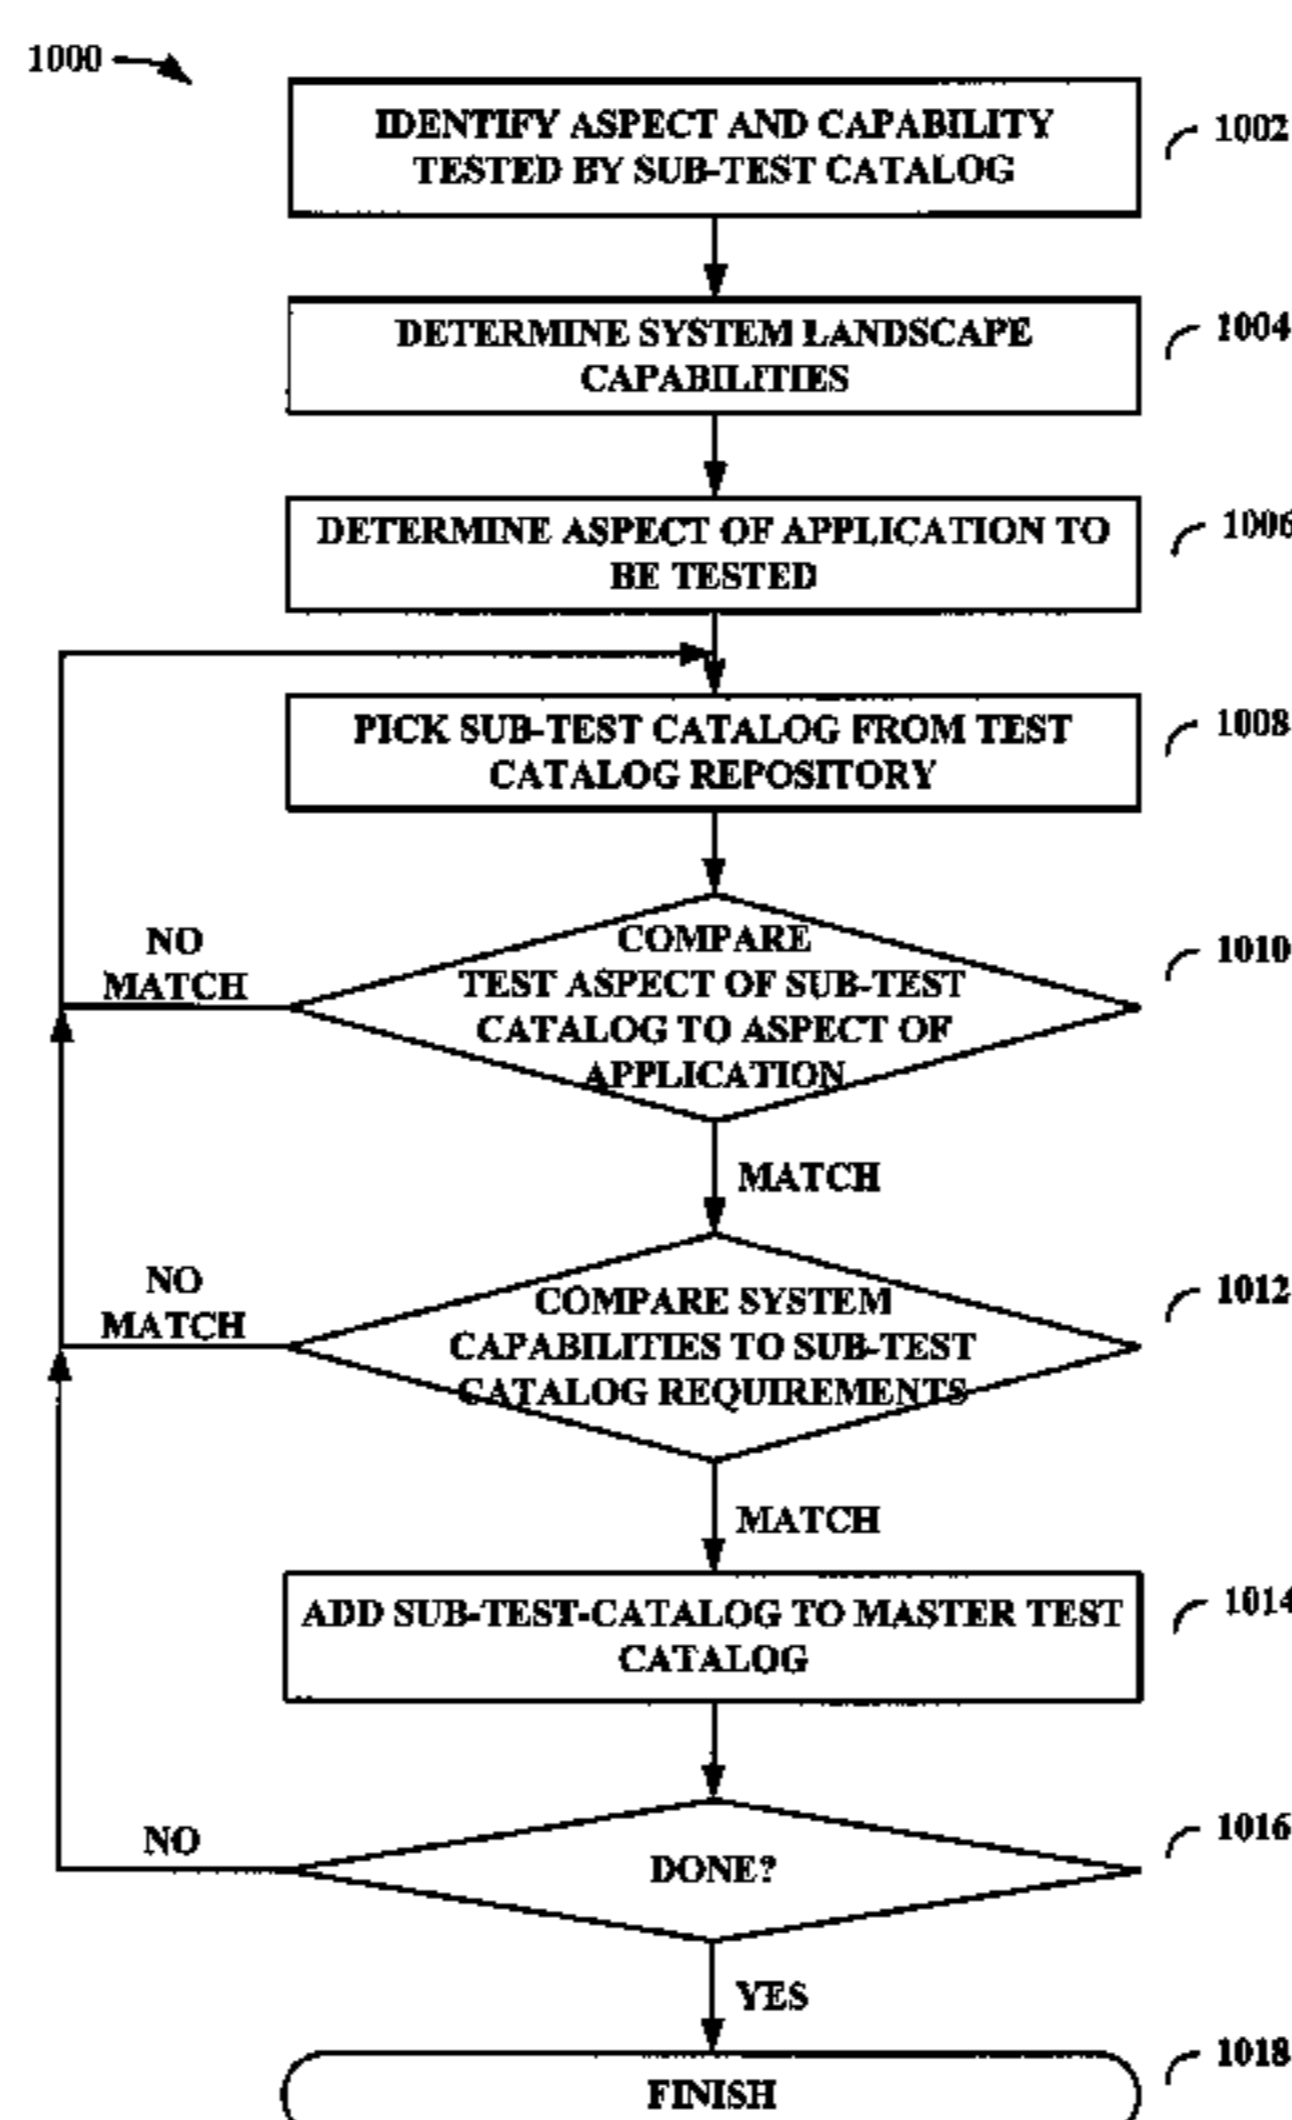 1000
IDENTIFY ASPECT AND CAPABILITY
TESTED BY SUB-TEST CATALOG
1002
DETERMINE SYSTEM LANDSCAPE
CAPABILITIES
1004
DETERMINE ASPECT OF APPLICATION TO
BE TESTED
1006
PICK SUB-TEST CATALOG FROM TEST
CATALOG REPOSITORY
1008
NO
MATCH
COMPARE
TEST ASPECT OF SUB-TEST
CATALOG TO ASPECT OF
APPLICATION
1010
MATCH
NO
MATCH
COMPARE SYSTEM
CAPABILITIES TO SUB-TEST
CATALOG REQUIREMENTS
1012
MATCH
ADD SUB-TEST-CATALOG TO MASTER TEST
CATALOG
1014
NO
DONE?
1016
YES
FINISH
1018